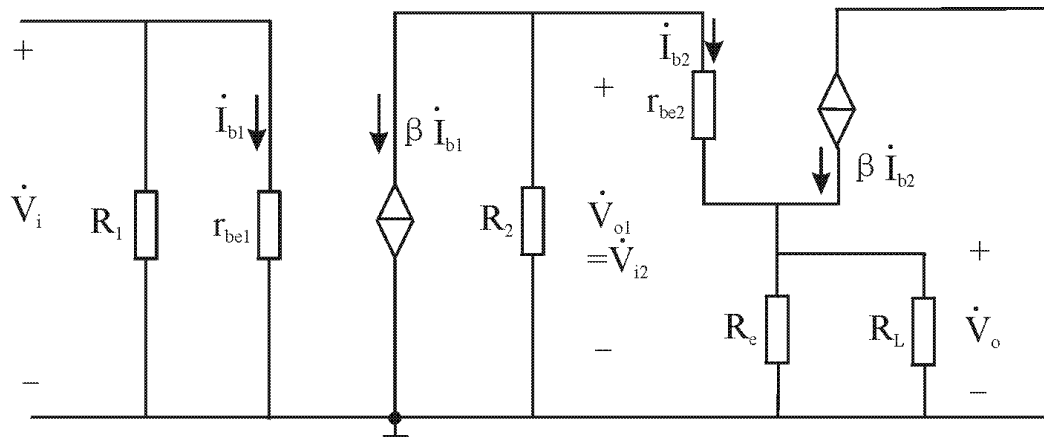 +
V̇i
−
R1
İb1
rbe1
β İb1
R2
+
V̇o1
=V̇i2
−
İb2
rbe2
β İb2
Re
RL
+
V̇o
−